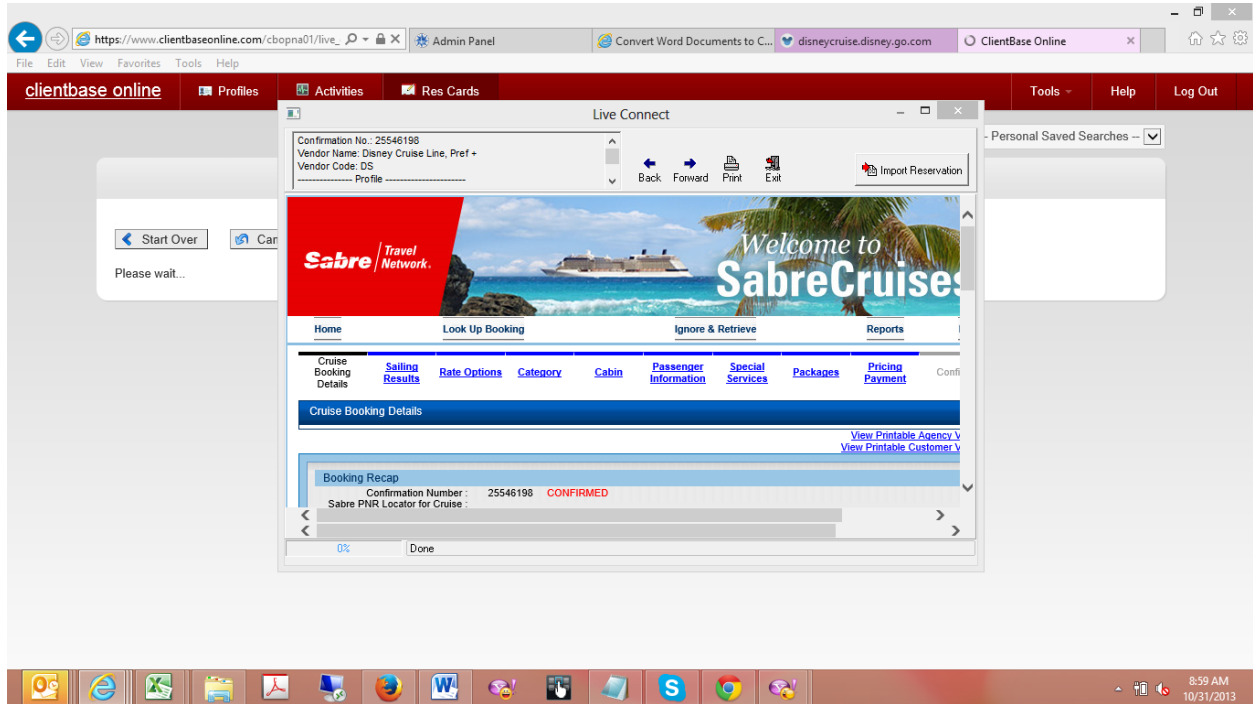 https://www.clientbaseonline.com/cbopna01/live_
Admin Panel
Convert Word Documents to C...
disneycruise.disney.go.com
ClientBase Online
File Edit View Favorites Tools Help
clientbase online
Profiles
Activities
Res Cards
Tools
Help
Log Out
Live Connect
- Personal Saved Searches --
Confirmation No.: 25546198
Vendor Name: Disney Cruise Line, Pref +
Vendor Code: DS
---------------- Profile -----------------------
Back Forward Print Exit
Import Reservation
Start Over
Can
Please wait...
Sabre Travel Network.
Welcome to
SabreCruises
Home Look Up Booking Ignore & Retrieve Reports
Cruise Booking Details
Sailing Results
Rate Options
Category
Cabin
Passenger Information
Special Services
Packages
Pricing Payment
Confi
Cruise Booking Details
View Printable Agency V
View Printable Customer V
Booking Recap
Confirmation Number : 25546198 CONFIRMED
Sabre PNR Locator for Cruise :
0% Done
8:59 AM
10/31/2013